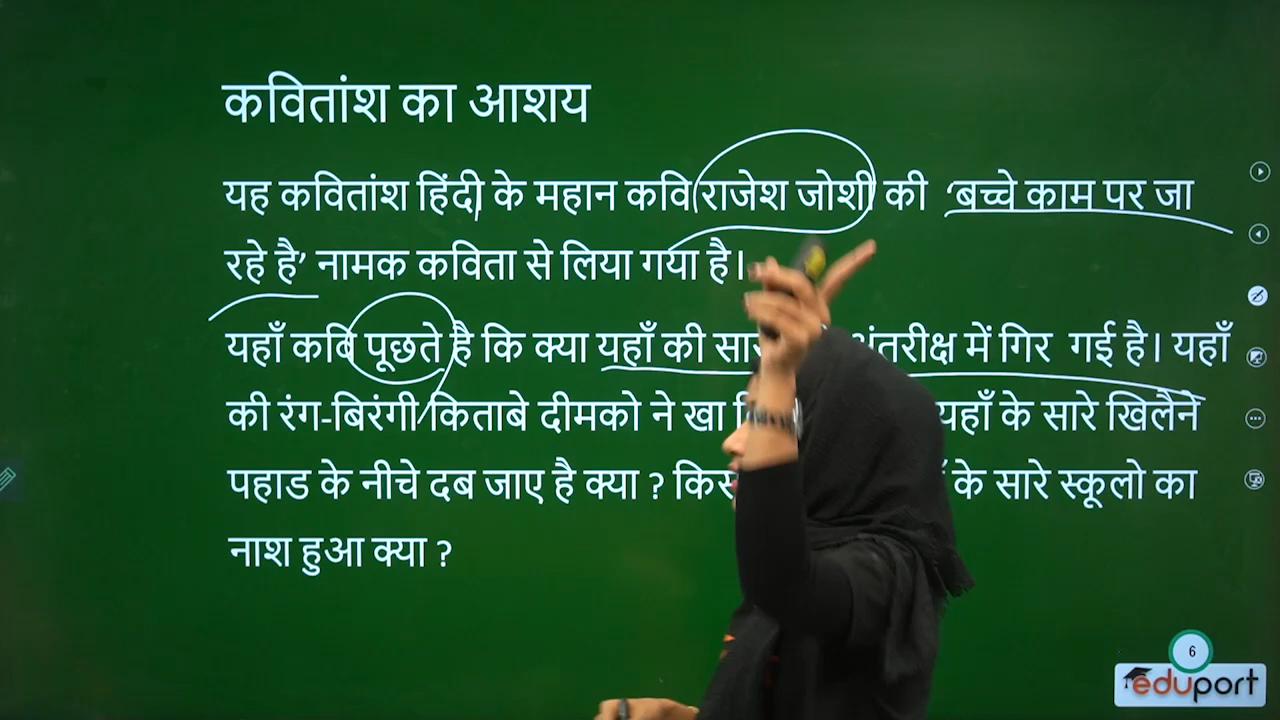 कवितांश का आशय
यह कवितांश हिंदी के महान कवि राजेश जोशी की ‘बच्चे काम पर जा
रहे है’ नामक कविता से लिया गया है।
यहाँ कवि पूछते है कि क्या यहाँ की अंतरीक्ष में गिर गई है। यहाँ
की रंग-बिरंगी किताबे दीमको ने खा यहाँ के सारे खिलैने
पहाड के नीचे दब जाए है क्या ? के सारे स्कूलो का
नाश हुआ क्या ?
6
eduport